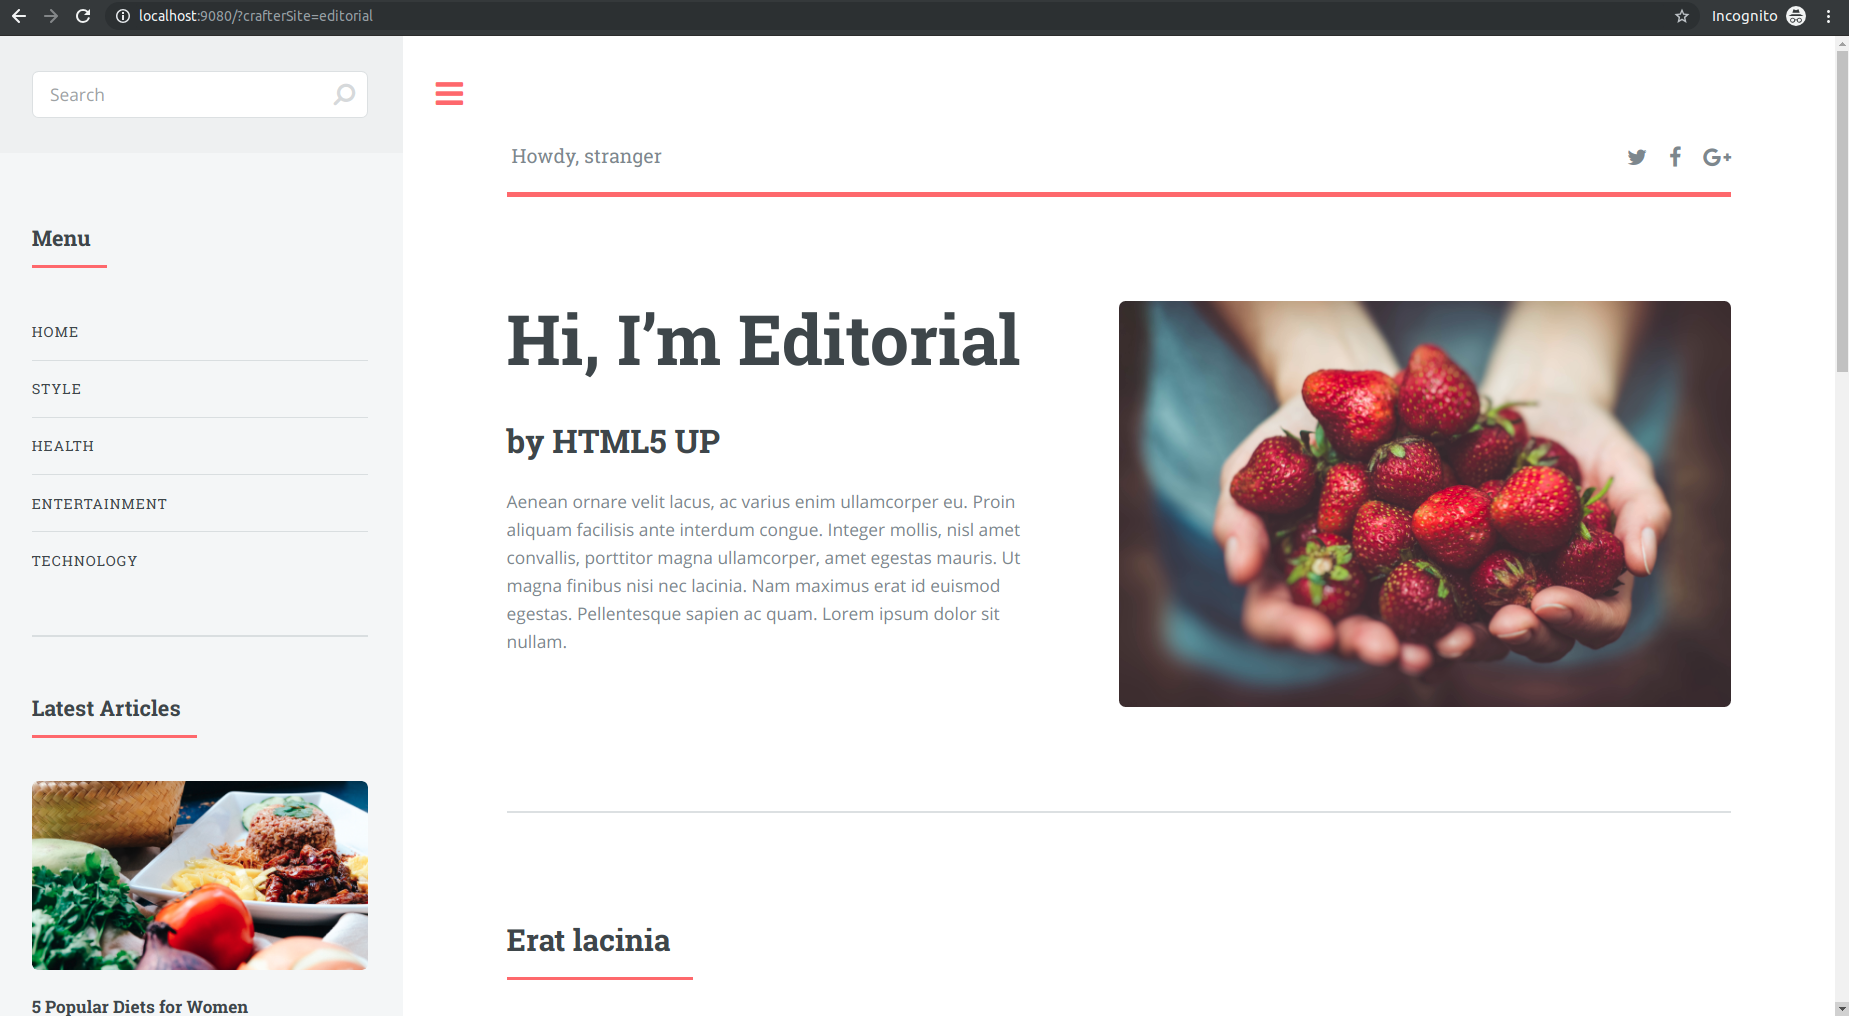 localhost:9080/?crafterSite=editorial
Incognito
Search
Menu
HOME
STYLE
HEALTH
ENTERTAINMENT
TECHNOLOGY
Latest Articles
5 Popular Diets for Women
Howdy, stranger
Hi, I’m Editorial
by HTML5 UP
Aenean ornare velit lacus, ac varius enim ullamcorper eu. Proin
aliquam facilisis ante interdum congue. Integer mollis, nisl amet
convallis, porttitor magna ullamcorper, amet egestas mauris. Ut
magna finibus nisi nec lacinia. Nam maximus erat id euismod
egestas. Pellentesque sapien ac quam. Lorem ipsum dolor sit
nullam.
Erat lacinia